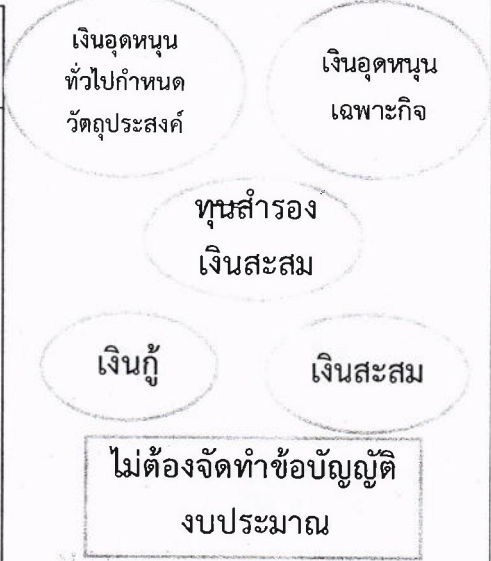 เงินอุดหนุน
ทั่วไปกำหนด
วัตถุประสงค์
เงินอุดหนุน
เฉพาะกิจ
ทุนสำรอง
เงินสะสม
เงินกู้
เงินสะสม
ไม่ต้องจัดทำข้อบัญญัติ
งบประมาณ